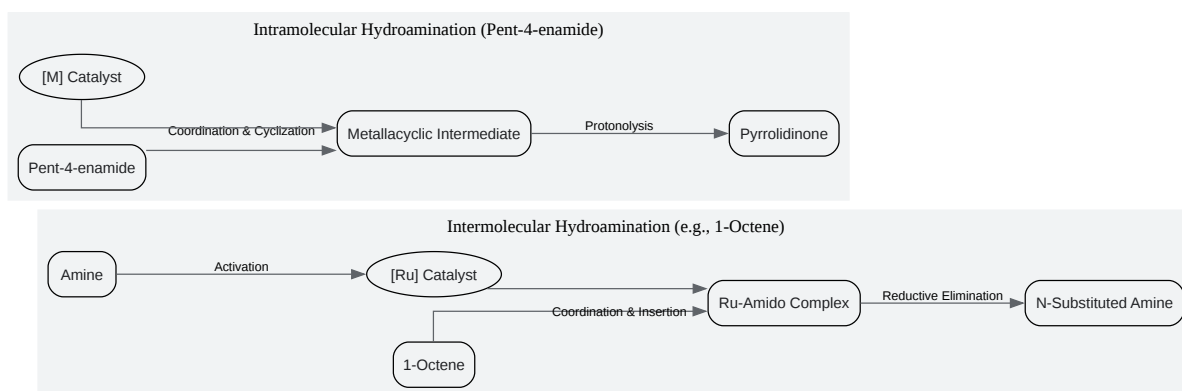 Intramolecular Hydroamination (Pent-4-enamide)
[M] Catalyst
Coordination & Cyclization
Metallacyclic Intermediate
Protonolysis
Pyrrolidinone
Pent-4-enamide
Intermolecular Hydroamination (e.g., 1-Octene)
Amine
Activation
[Ru] Catalyst
Coordination & Insertion
Ru-Amido Complex
Reductive Elimination
N-Substituted Amine
1-Octene